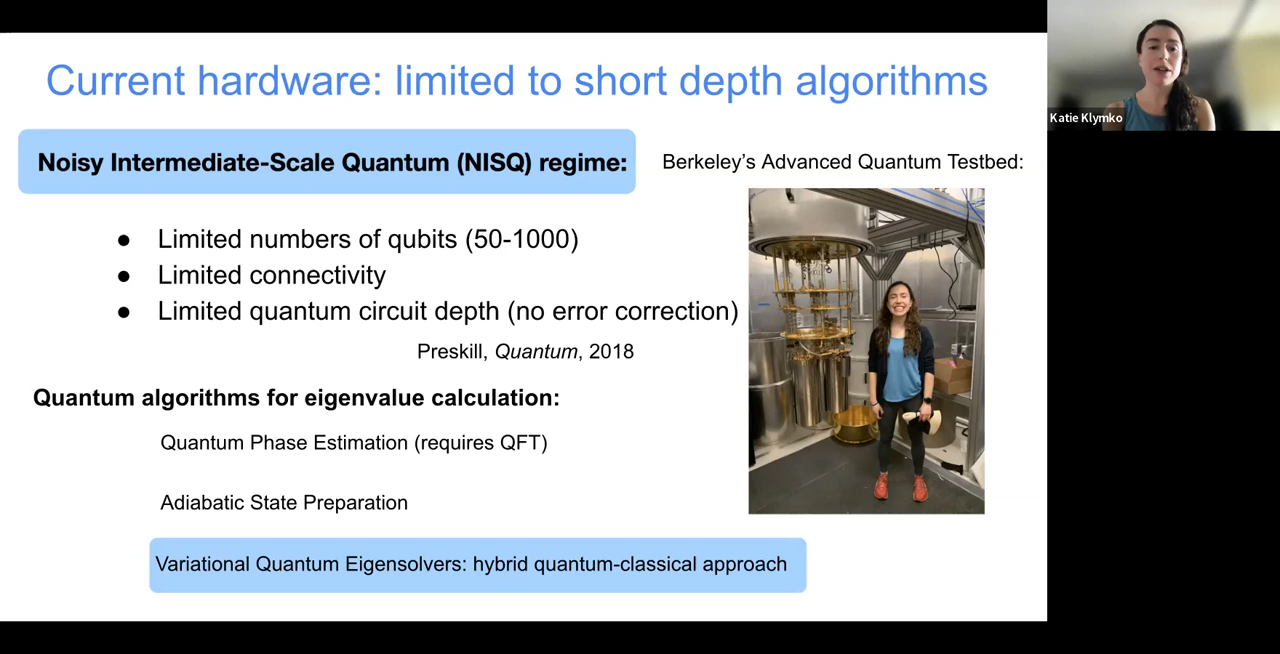 Current hardware: limited to short depth algorithms
Katie Klymko
Noisy Intermediate-Scale Quantum (NISQ) regime:
Berkeley's Advanced Quantum Testbed:
● Limited numbers of qubits (50-1000)
● Limited connectivity
● Limited quantum circuit depth (no error correction)
Preskill, Quantum, 2018
Quantum algorithms for eigenvalue calculation:
Quantum Phase Estimation (requires QFT)
Adiabatic State Preparation
Variational Quantum Eigensolvers: hybrid quantum-classical approach